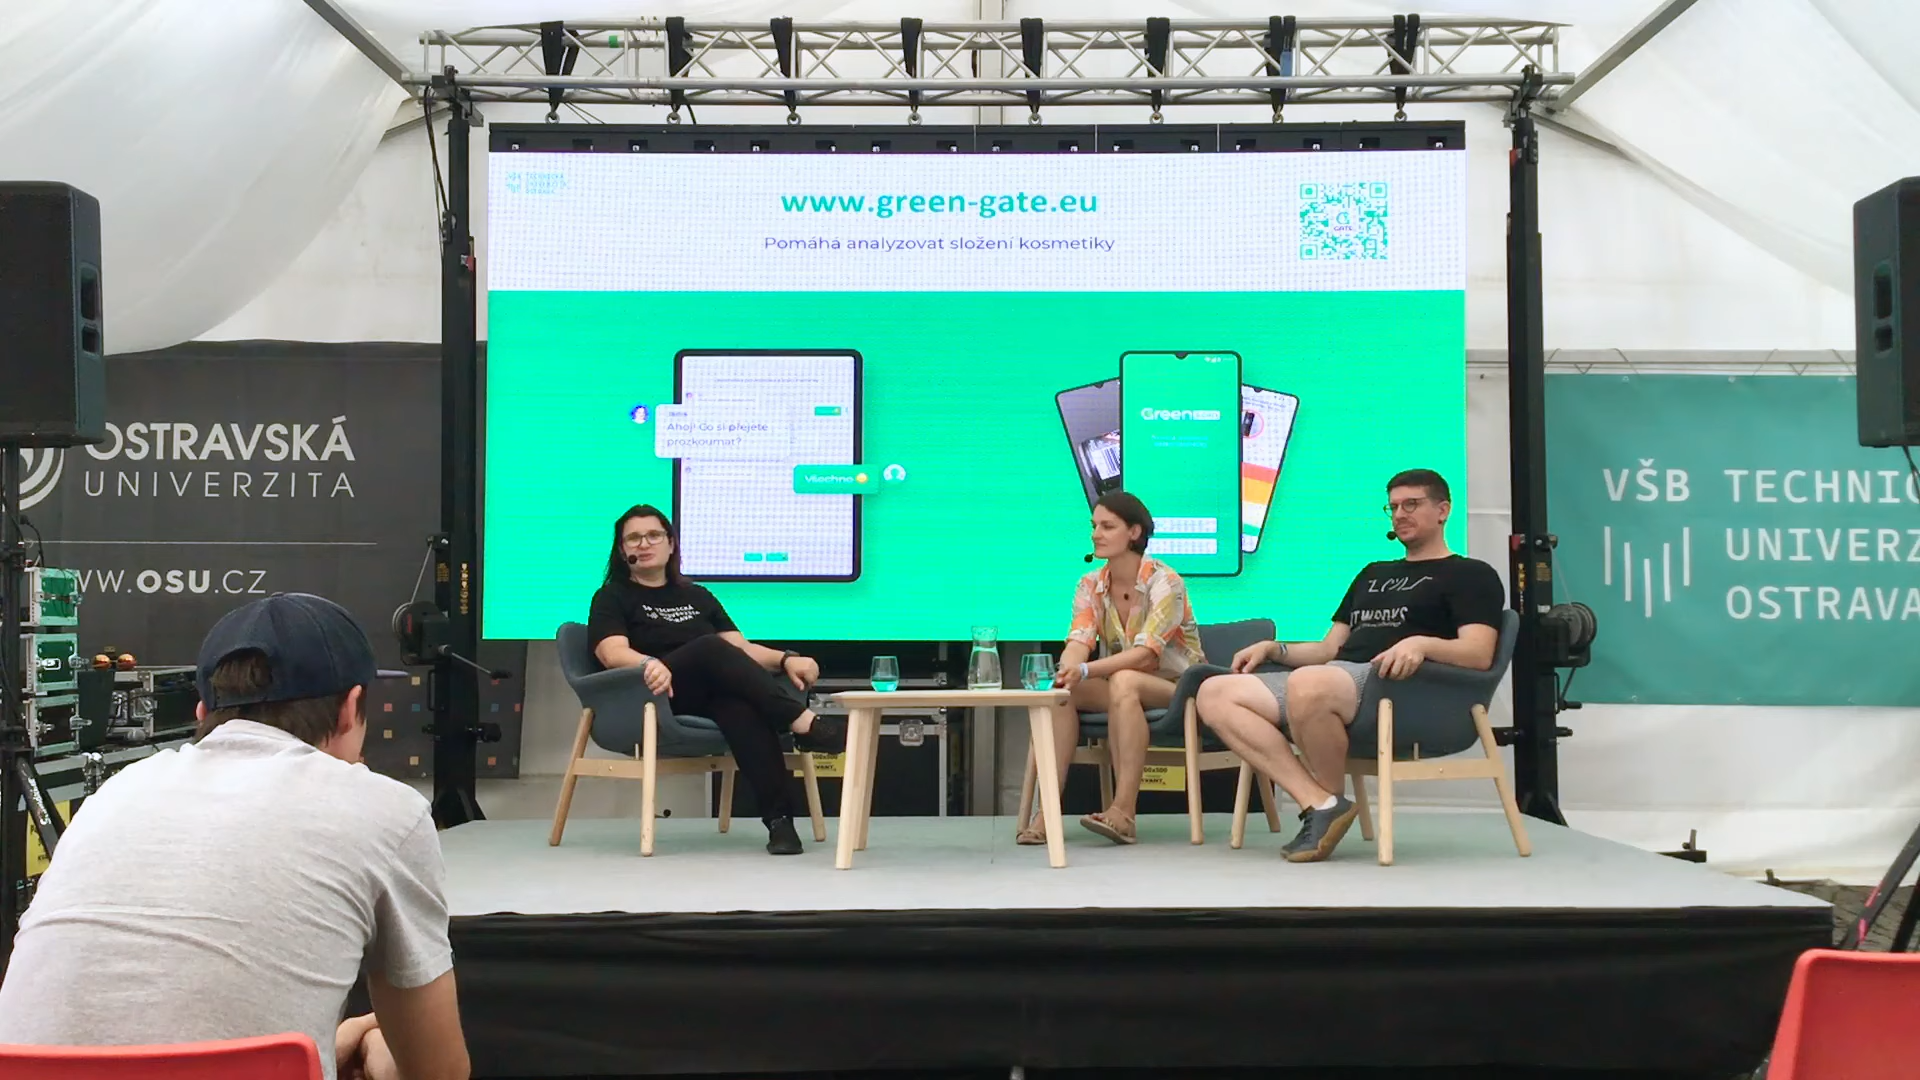 www.green-gate.eu
Pomáhá analyzovat složení kosmetiky
GATE
Ahoj! Co si přejete
prozkoumat?
Všechno
Green
OSTRAVSKÁ
UNIVERZITA
WW.OSU.CZ
VŠB TECHNIC
UNIVERZ
OSTRAVA